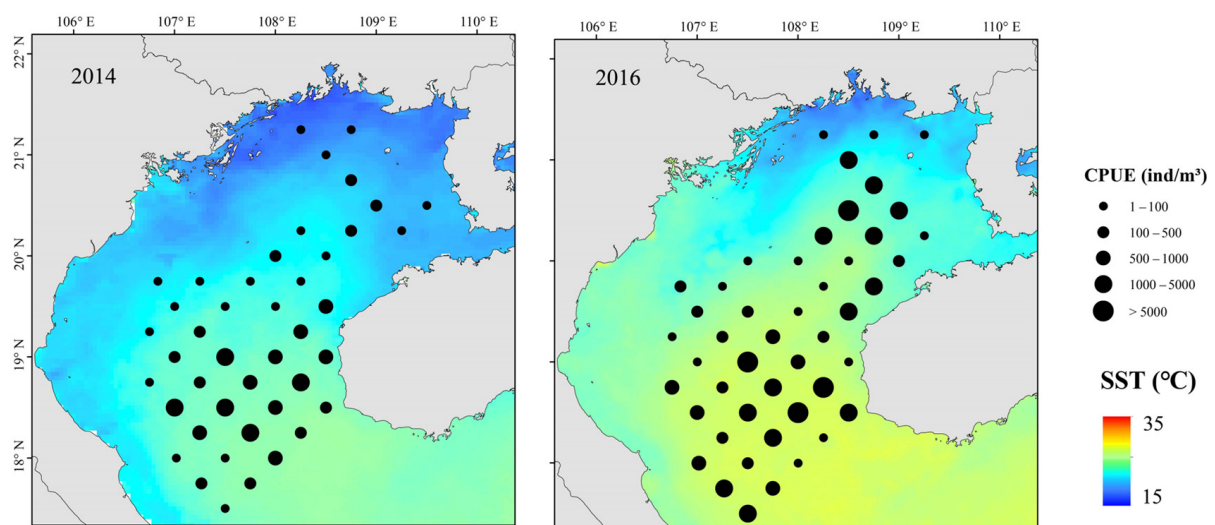 106° E 107° E 108° E 109° E 110° E
106° E 107° E 108° E 109° E 110° E
22° N
21° N
20° N
19° N
18° N
2014
2016
CPUE (ind/m³)
1–100
100–500
500–1000
1000–5000
> 5000
SST (℃)
35
15